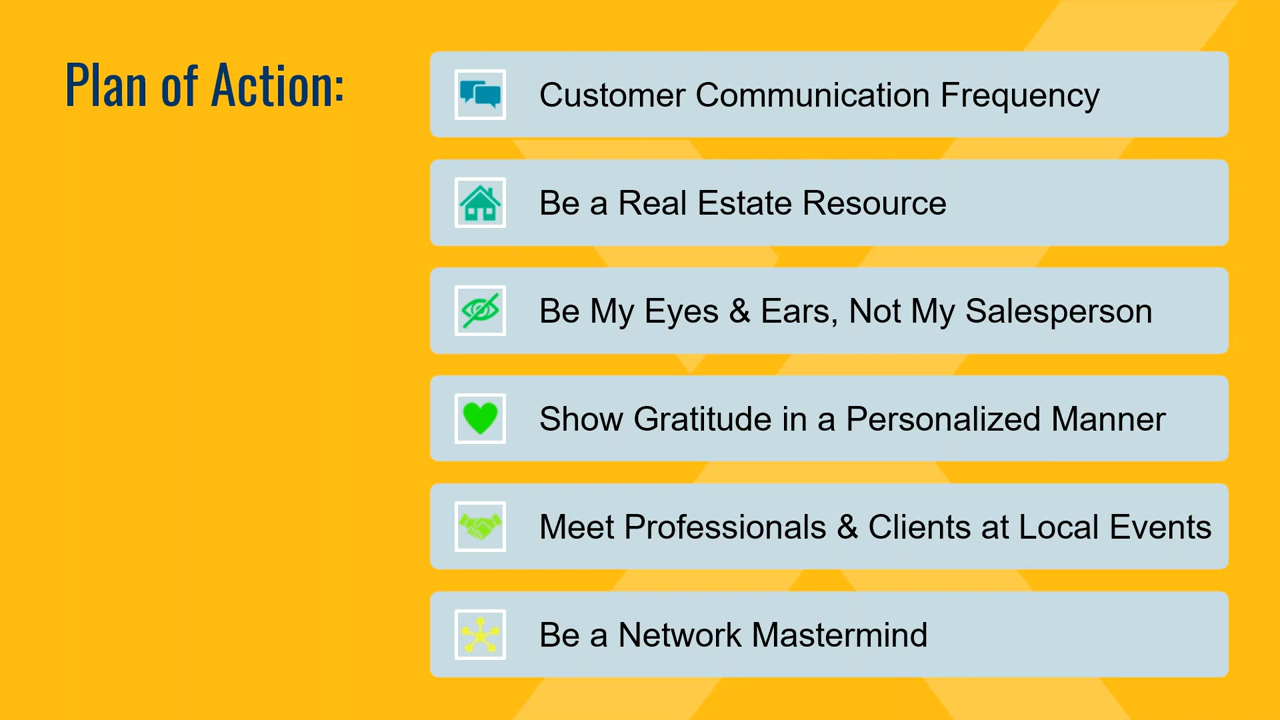 Plan of Action:
Customer Communication Frequency
Be a Real Estate Resource
Be My Eyes & Ears, Not My Salesperson
Show Gratitude in a Personalized Manner
Meet Professionals & Clients at Local Events
Be a Network Mastermind